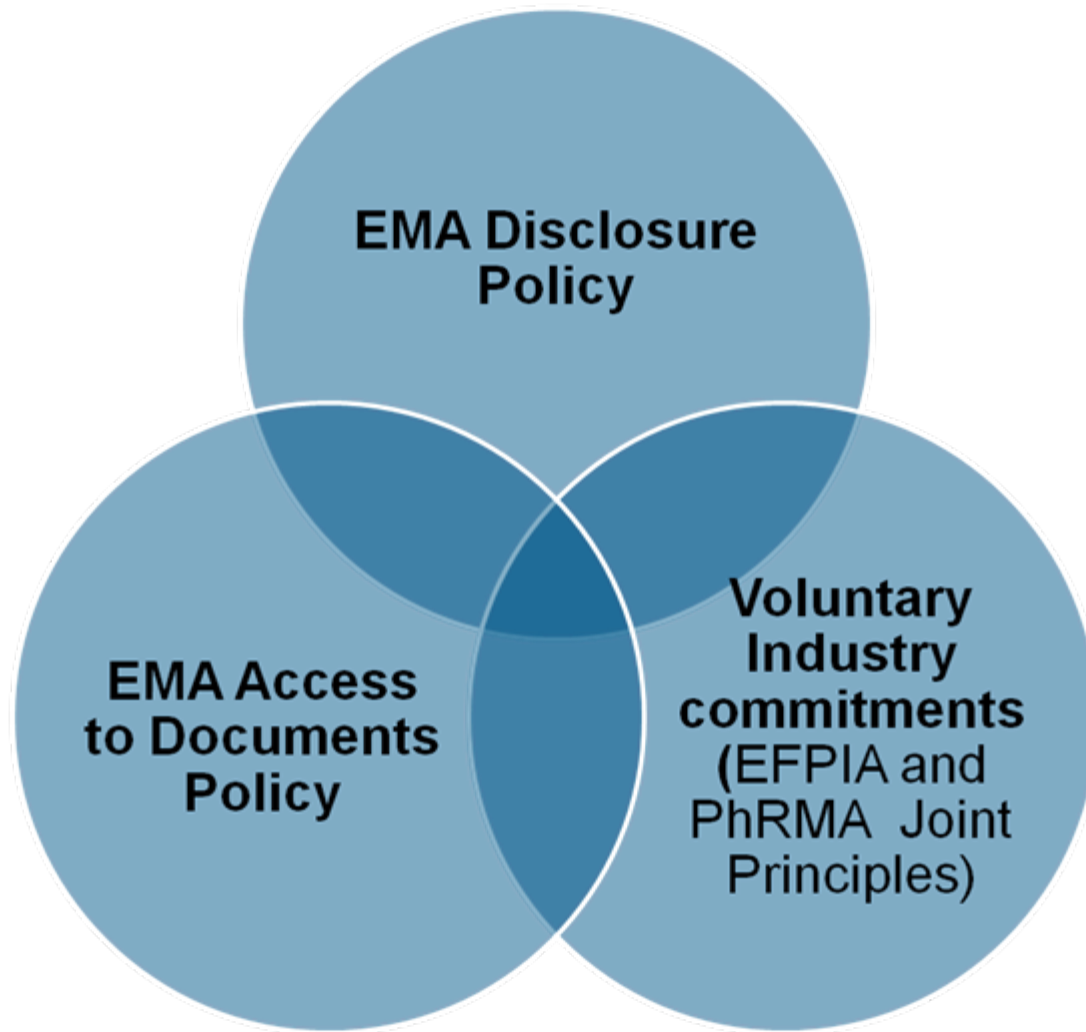 EMA Disclosure
Policy
EMA Access
to Documents
Policy
Voluntary
Industry
commitments
(EFPIA and
PhRMA Joint
Principles)